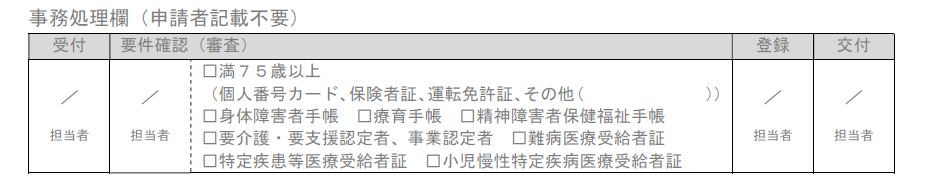 事務処理欄（申請者記載不要）
受付 要件確認（審査） 登録 交付
□満７５歳以上
（個人番号カード、保険者証、運転免許証、その他(　　　　　　　　)）
／ ／ ／ ／
□身体障害者手帳　□療育手帳　□精神障害者保健福祉手帳
担当者 担当者 □要介護・要支援認定者、事業認定者　□難病医療受給者証 担当者 担当者
□特定疾患等医療受給者証　□小児慢性特定疾病医療受給者証